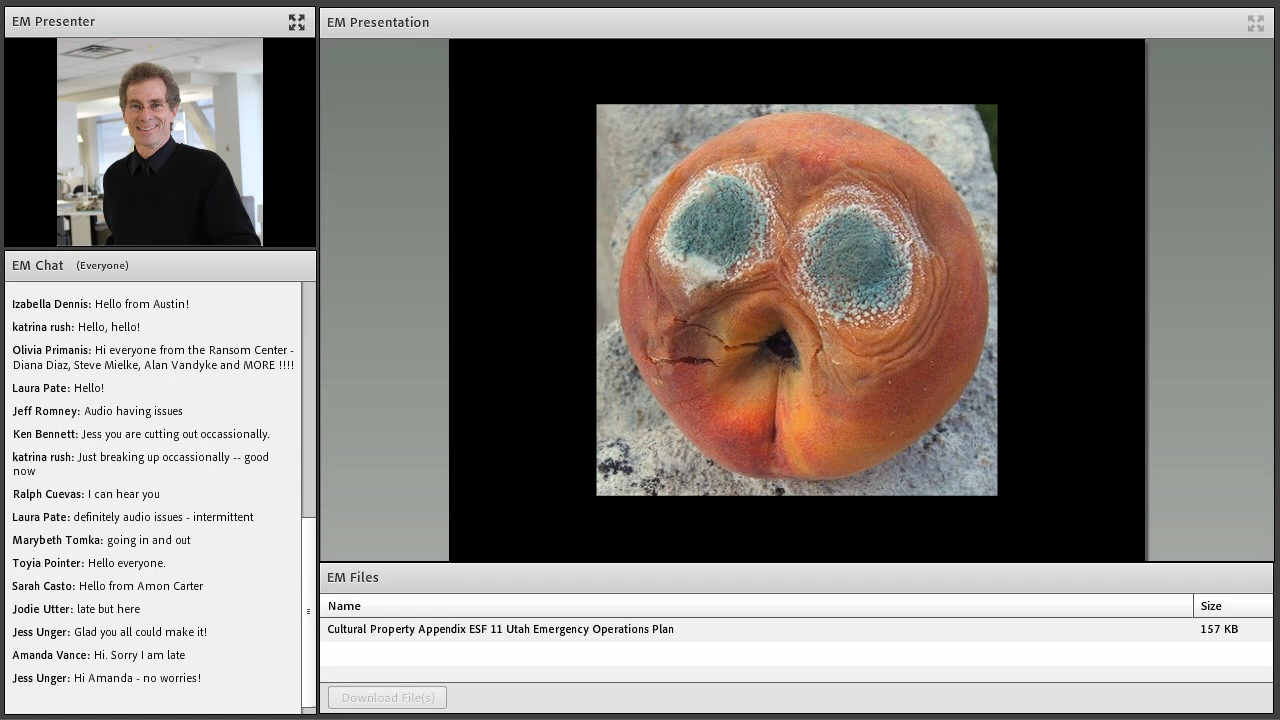 EM Presenter
EM Chat (Everyone)
Izabella Dennis: Hello from Austin!
katrina rush: Hello, hello!
Olivia Primanis: Hi everyone from the Ransom Center -
Diana Diaz, Steve Mielke, Alan Vandyke and MORE !!!!
Laura Pate: Hello!
Jeff Romney: Audio having issues
Ken Bennett: Jess you are cutting out occassionally.
katrina rush: Just breaking up occassionally -- good
now
Ralph Cuevas: I can hear you
Laura Pate: definitely audio issues - intermittent
Marybeth Tomka: going in and out
Toyia Pointer: Hello everyone.
Sarah Casto: Hello from Amon Carter
Jodie Utter: late but here
Jess Unger: Glad you all could make it!
Amanda Vance: Hi. Sorry I am late
Jess Unger: Hi Amanda - no worries!
EM Presentation
EM Files
Name Size
Cultural Property Appendix ESF 11 Utah Emergency Operations Plan 157 KB
Download File(s)